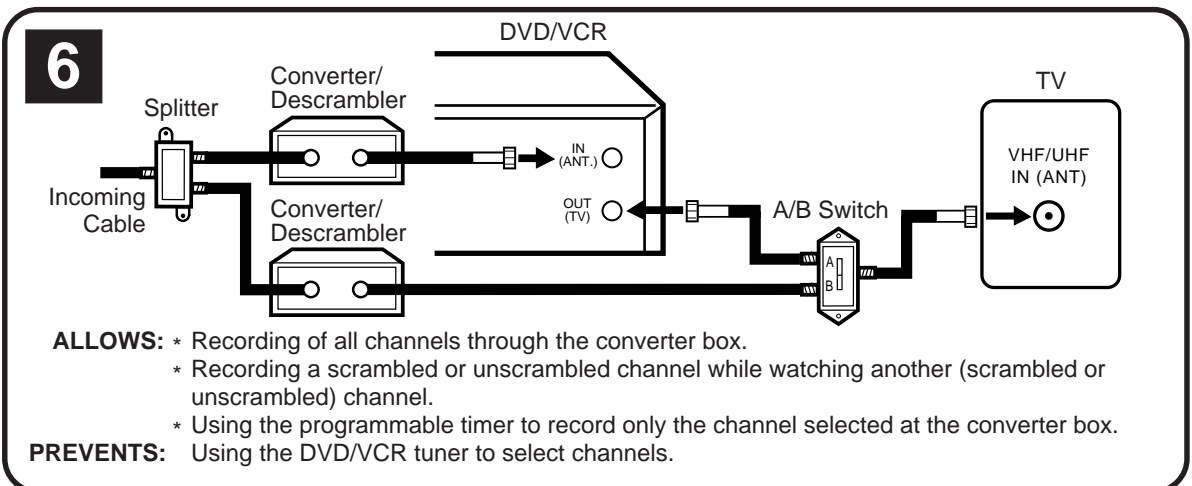 6
DVD/VCR
Converter/
Descrambler
Splitter
TV
IN
(ANT.)
VHF/UHF
IN (ANT)
Incoming
Cable
OUT
(TV)
Converter/
Descrambler
A/B Switch
A
B
ALLOWS: * Recording of all channels through the converter box.
* Recording a scrambled or unscrambled channel while watching another (scrambled or
unscrambled) channel.
* Using the programmable timer to record only the channel selected at the converter box.
PREVENTS: Using the DVD/VCR tuner to select channels.